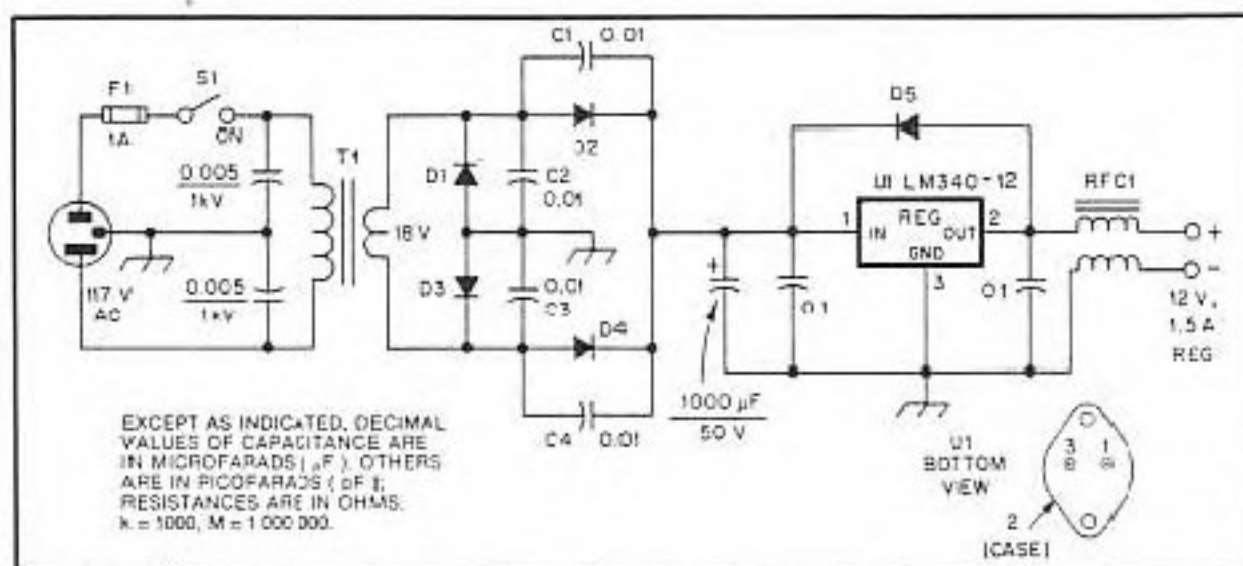 C1 0.01
F1
S1
1A
ON
D2
D5
0.005
1kV
T1
D1
C2
0.01
18 V
U1 LM340-12
RFC1
1 IN REG OUT 2
GND
3
+
-
117 V
AC
0.005
1kV
D3
0.01
C3
D4
+
0.1
0.1
12 V,
1.5 A
REG
C4 0.01
1000 µF
50 V
EXCEPT AS INDICATED, DECIMAL
VALUES OF CAPACITANCE ARE
IN MICROFARADS ( µF ), OTHERS
ARE IN PICOFARADS ( pF );
RESISTANCES ARE IN OHMS.
k = 1000, M = 1 000 000.
U1
BOTTOM
VIEW
3 1
2
(CASE)